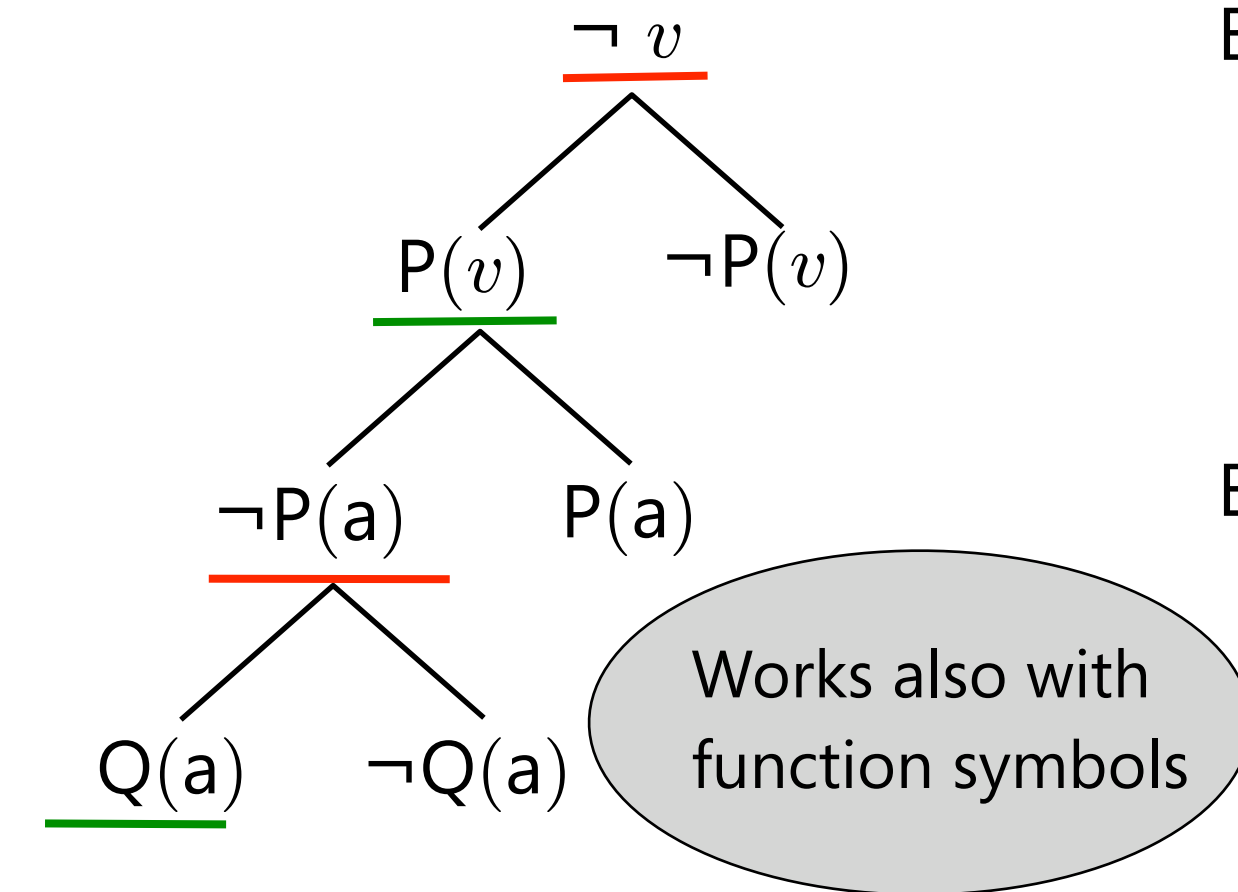 ¬ v
P(v) ¬P(v)
¬P(a) P(a)
Works also with
function symbols
Q(a) ¬Q(a)